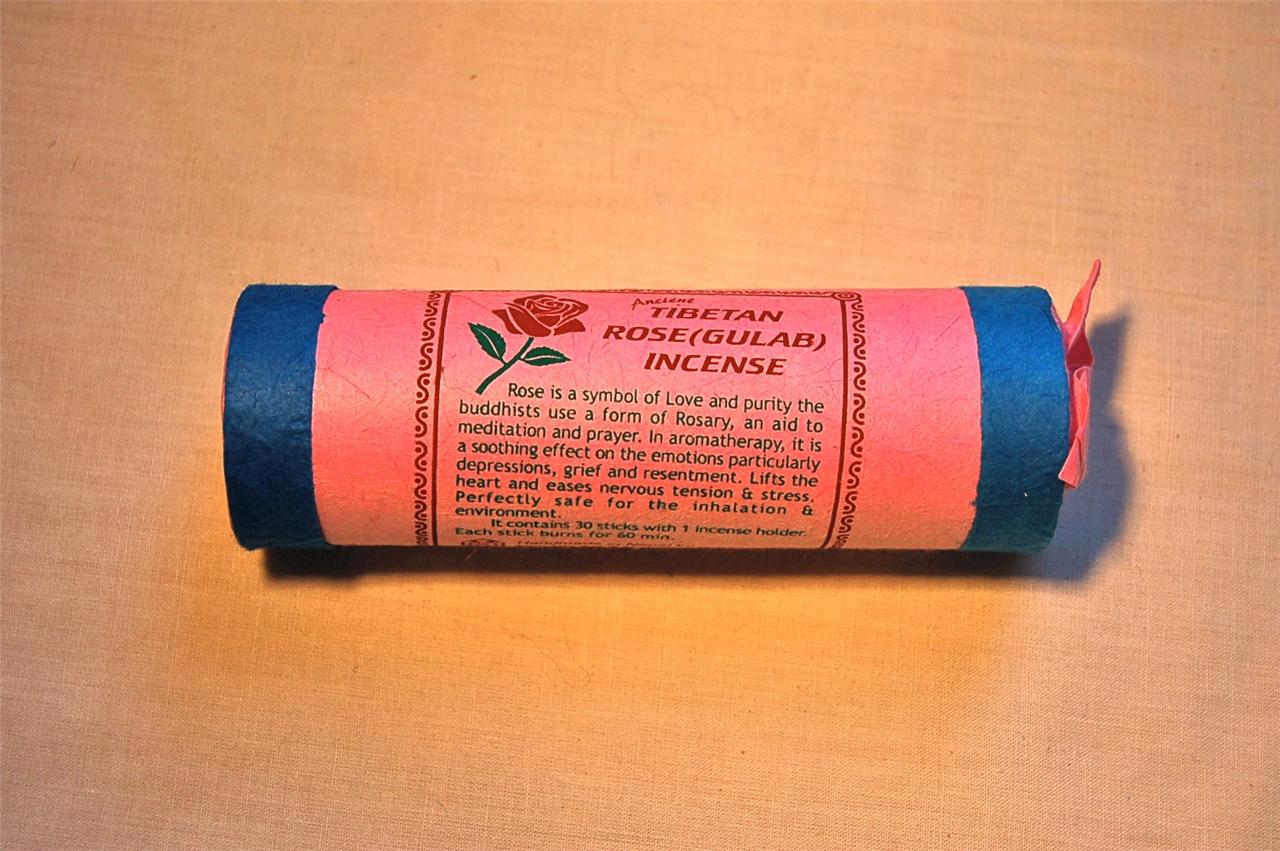 Ancient
TIBETAN
ROSE(GULAB)
INCENSE
Rose is a symbol of Love and purity the
buddhists use a form of Rosary, an aid to
meditation and prayer. In aromatherapy, it is
a soothing effect on the emotions particularly
depressions, grief and resentment. Lifts the
heart and eases nervous tension & stress.
Perfectly safe for the inhalation &
environment.
It contains 30 sticks with 1 incense holder.
Each stick burns for 60 min.
Handmade in Nepal